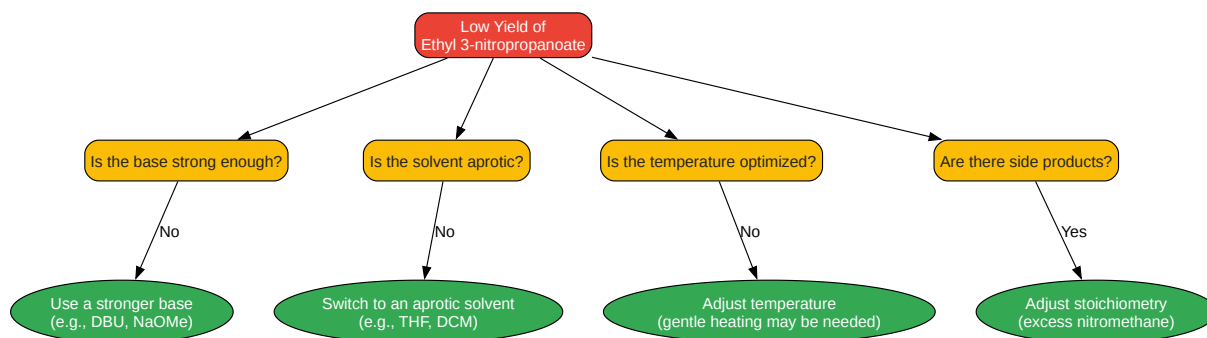 Low Yield of
Ethyl 3-nitropropanoate
Is the base strong enough?
Is the solvent aprotic?
Is the temperature optimized?
Are there side products?
No
No
No
Yes
Use a stronger base
(e.g., DBU, NaOMe)
Switch to an aprotic solvent
(e.g., THF, DCM)
Adjust temperature
(gentle heating may be needed)
Adjust stoichiometry
(excess nitromethane)